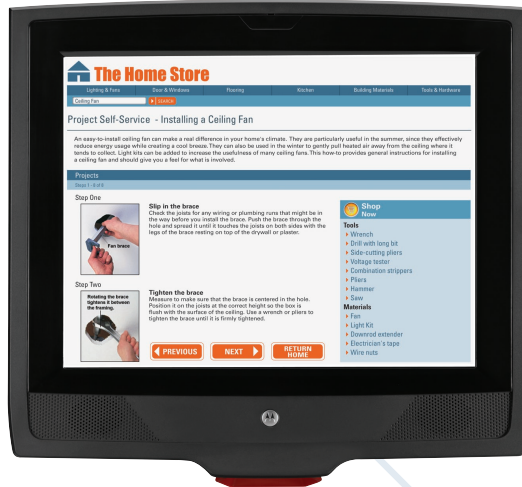 The Home Store
Lighting & Fans Door & Windows Flooring Kitchen Building Materials Tools & Hardware
Ceiling Fan SEARCH
Project Self-Service - Installing a Ceiling Fan
An easy-to-install ceiling fan can make a real difference in your home's climate. They are particularly useful in the summer, since they effectively
reduce energy usage while creating a cool breeze. They can also be used in the winter to gently pull heated air away from the ceiling where it
tends to collect. Light kits can be added to increase the usefulness of many ceiling fans. This how-to provides general instructions for installing
a ceiling fan and should give you a feel for what is involved.
Projects
Step One
Fan brace
Slip in the brace
Check the joists for any wiring or plumbing runs that might be in
the way before you install the brace. Push the brace through the
hole and spread it until it touches the joists on both sides with the
legs of the brace resting on top of the drywall or plaster.
Step Two
Rotating the brace
tightens it between
the framing.
Tighten the brace
Measure to make sure that the brace is centered in the hole.
Position it on the joists at the correct height so the box is
flush with the surface of the ceiling. Use a wrench or pliers to
tighten the brace until it is firmly tightened.
PREVIOUS NEXT RETURN
HOME
Shop
Now
Tools
Wrench
Drill with long bit
Side-cutting pliers
Voltage tester
Combination strippers
Pliers
Hammer
Saw
Materials
Fan
Light Kit
Downrod extender
Electrician's tape
Wire nuts